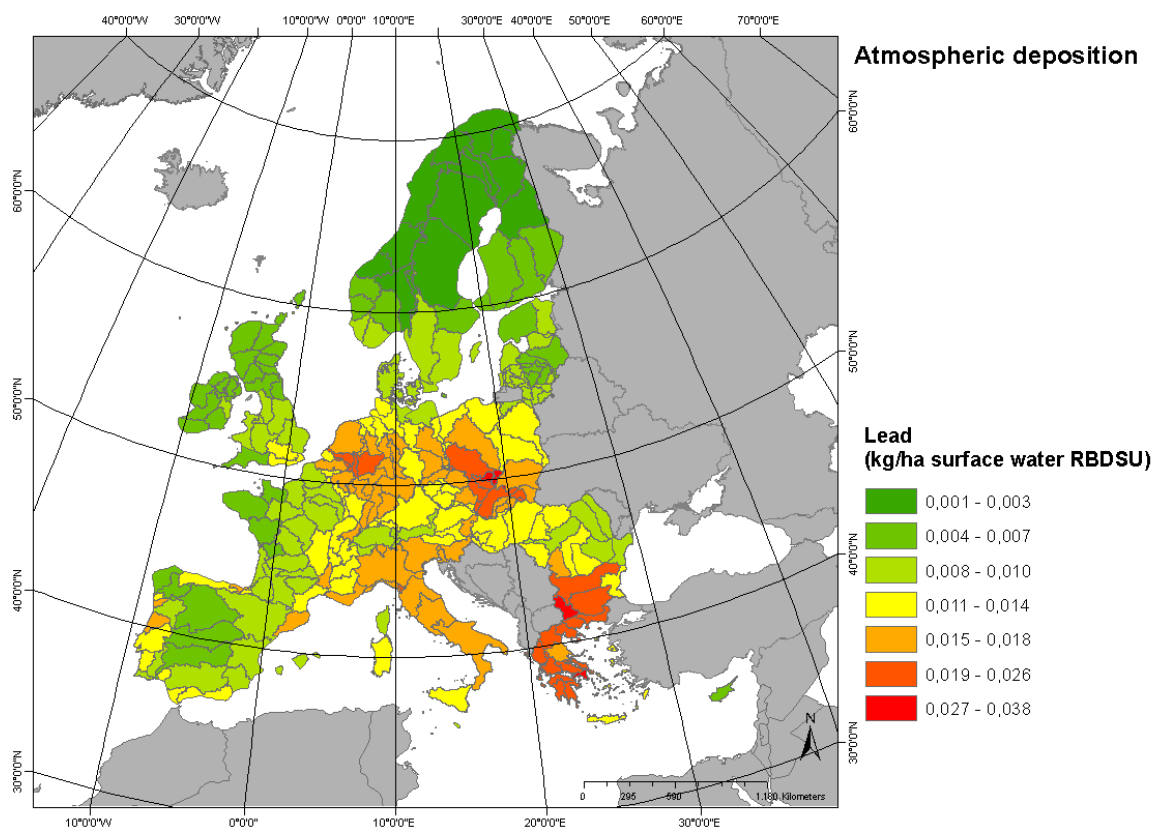 40°0'0"W 30°0'0"W 10°0'0"W 0°0'0" 10°0'0"E 30°0'0"E 40°0'0"E 60°0'0"E 70°0'0"E
Atmospheric deposition
60°0'0"N
60°0'0"N
50°0'0"N
50°0'0"N
40°0'0"N
40°0'0"N
30°0'0"N
30°0'0"N
Lead
(kg/ha surface water RBDSU)
0,001 - 0,003
0,004 - 0,007
0,008 - 0,010
0,011 - 0,014
0,015 - 0,018
0,019 - 0,026
0,027 - 0,038
N
0 295 590 1.180 Kilometers
10°0'0"W 0°0'0" 10°0'0"E 20°0'0"E 30°0'0"E